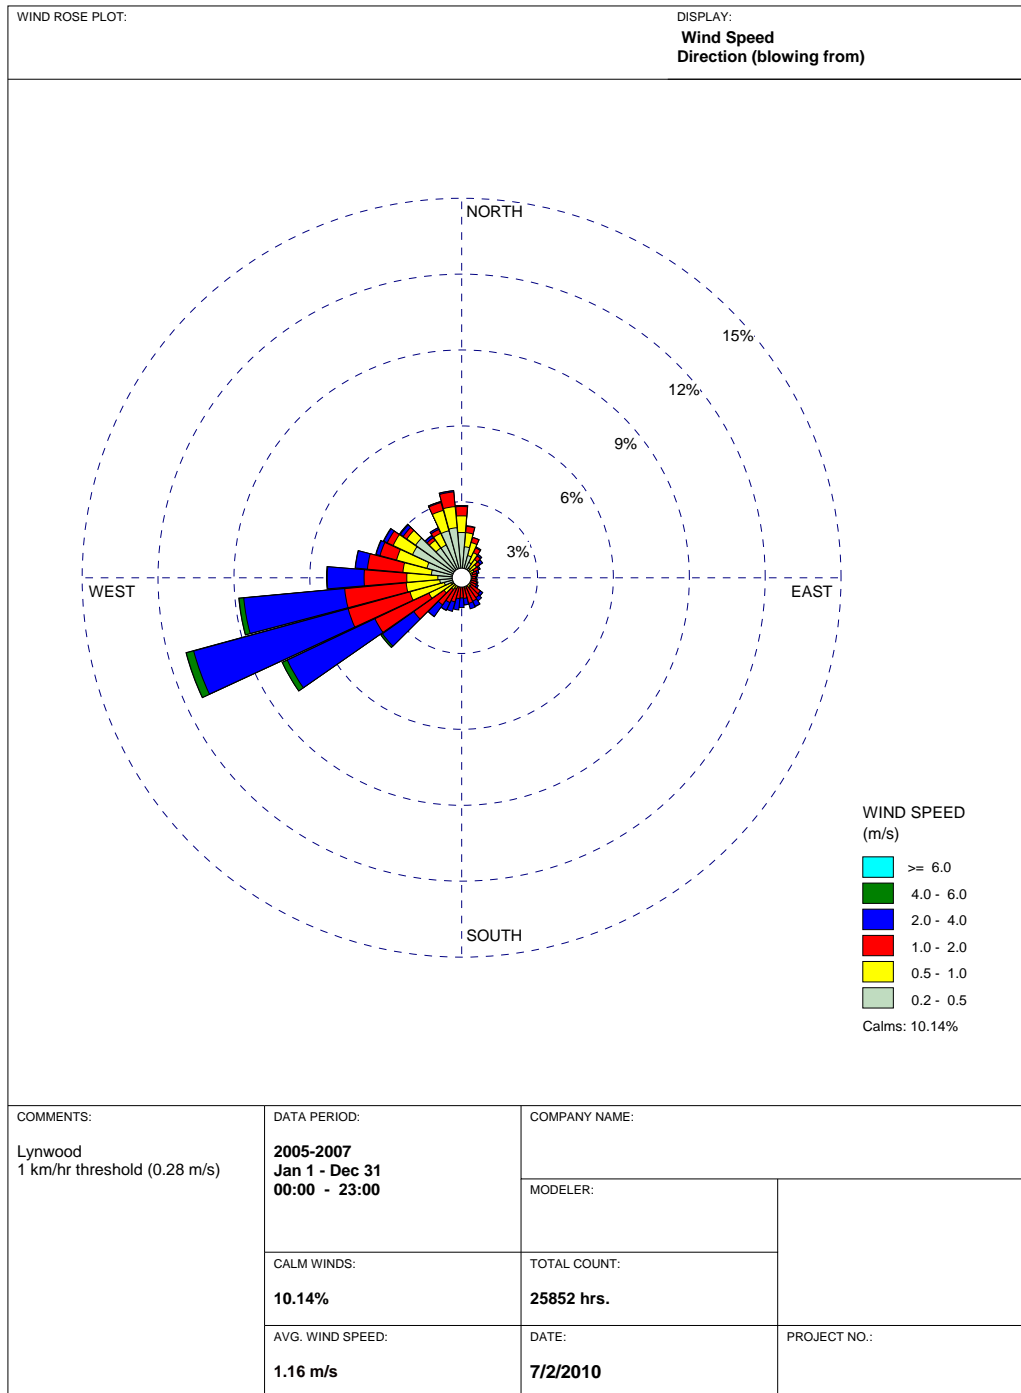 WIND ROSE PLOT:
DISPLAY:
Wind Speed
Direction (blowing from)
NORTH
15%
12%
9%
6%
3%
WEST
EAST
SOUTH
WIND SPEED
(m/s)
>= 6.0
4.0 - 6.0
2.0 - 4.0
1.0 - 2.0
0.5 - 1.0
0.2 - 0.5
Calms: 10.14%
COMMENTS:
Lynwood
1 km/hr threshold (0.28 m/s)
DATA PERIOD:
2005-2007
Jan 1 - Dec 31
00:00 - 23:00
COMPANY NAME:
MODELER:
CALM WINDS:
10.14%
TOTAL COUNT:
25852 hrs.
AVG. WIND SPEED:
1.16 m/s
DATE:
7/2/2010
PROJECT NO.: